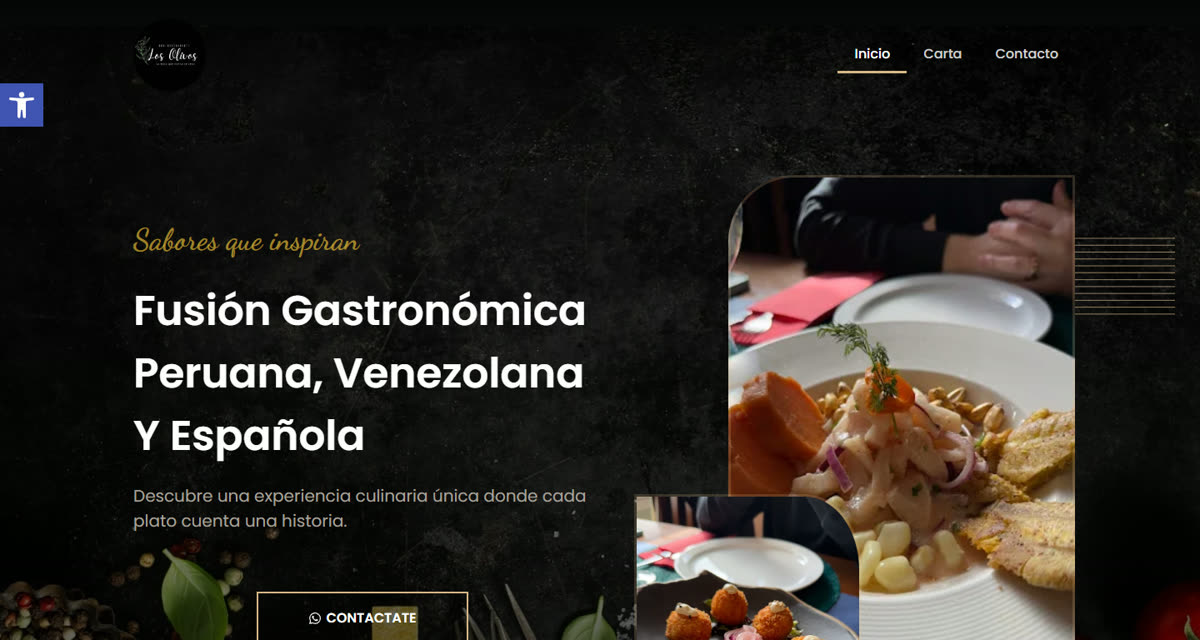 Los Olivos
Inicio
Carta
Contacto
Sabores que inspiran
Fusión Gastronómica
Peruana, Venezolana
Y Española
Descubre una experiencia culinaria única donde cada
plato cuenta una historia.
CONTACTATE